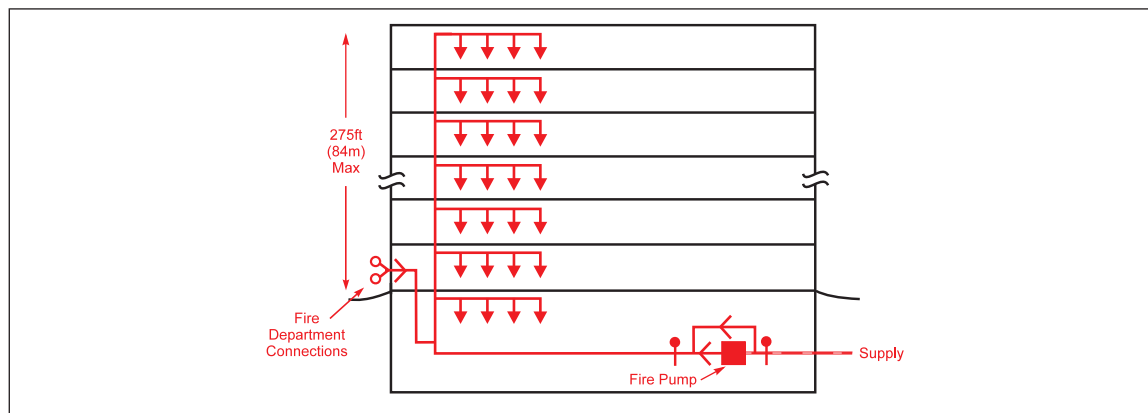 275ft
(84m)
Max
Fire
Department
Connections
Supply
Fire Pump